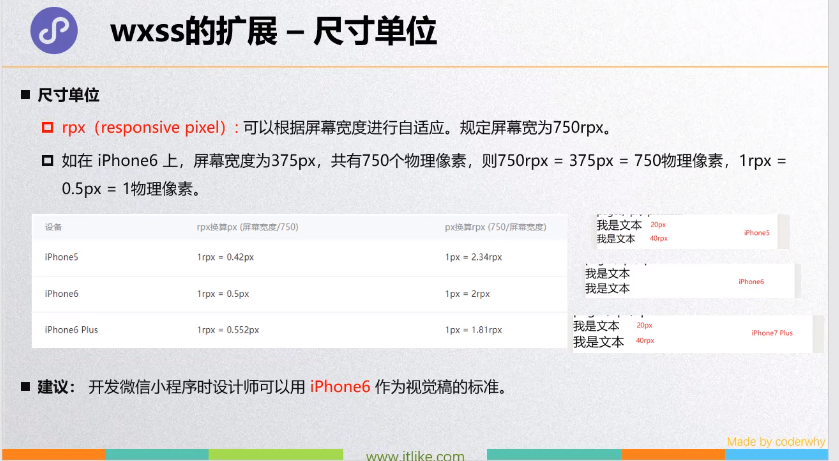 wxss的扩展 – 尺寸单位
尺寸单位
rpx（responsive pixel）: 可以根据屏幕宽度进行自适应。规定屏幕宽为750rpx。
如在 iPhone6 上，屏幕宽度为375px，共有750个物理像素，则750rpx = 375px = 750物理像素，1rpx =
0.5px = 1物理像素。
设备 rpx换算px (屏幕宽度/750) px换算rpx (750/屏幕宽度)
iPhone5 1rpx = 0.42px 1px = 2.34rpx
iPhone6 1rpx = 0.5px 1px = 2rpx
iPhone6 Plus 1rpx = 0.552px 1px = 1.81rpx
我是文本 20px
我是文本 40rpx
iPhone5
我是文本
我是文本
iPhone6
我是文本 20px
我是文本 40rpx
iPhone7 Plus
建议： 开发微信小程序时设计师可以用 iPhone6 作为视觉稿的标准。
Made by coderwhy
www.itlike.com